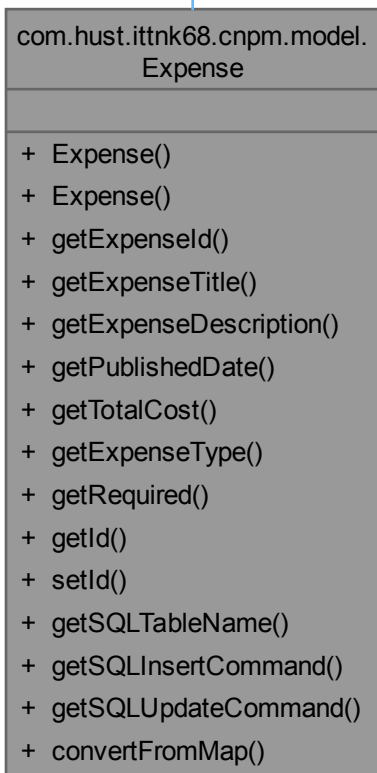 com.hust.ittnk68.cnpm.model.
Expense
+ Expense()
+ Expense()
+ getExpenseId()
+ getExpenseTitle()
+ getExpenseDescription()
+ getPublishedDate()
+ getTotalCost()
+ getExpenseType()
+ getRequired()
+ getId()
+ setId()
+ getSQLTableName()
+ getSQLInsertCommand()
+ getSQLUpdateCommand()
+ convertFromMap()